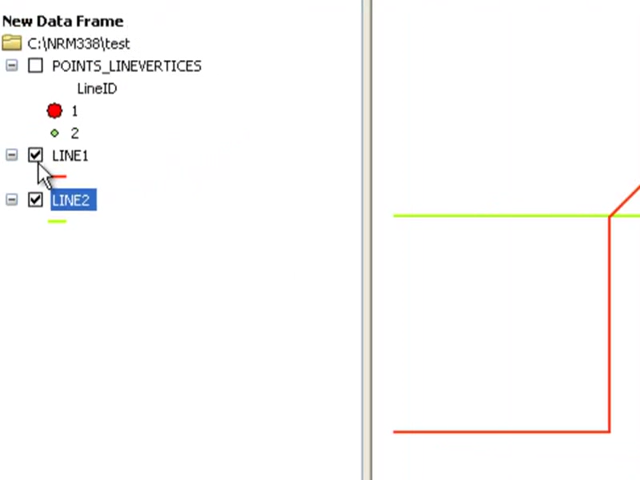 New Data Frame
C:\NRM338\test
POINTS_LINEVERTICES
LineID
1
2
LINE1
LINE2